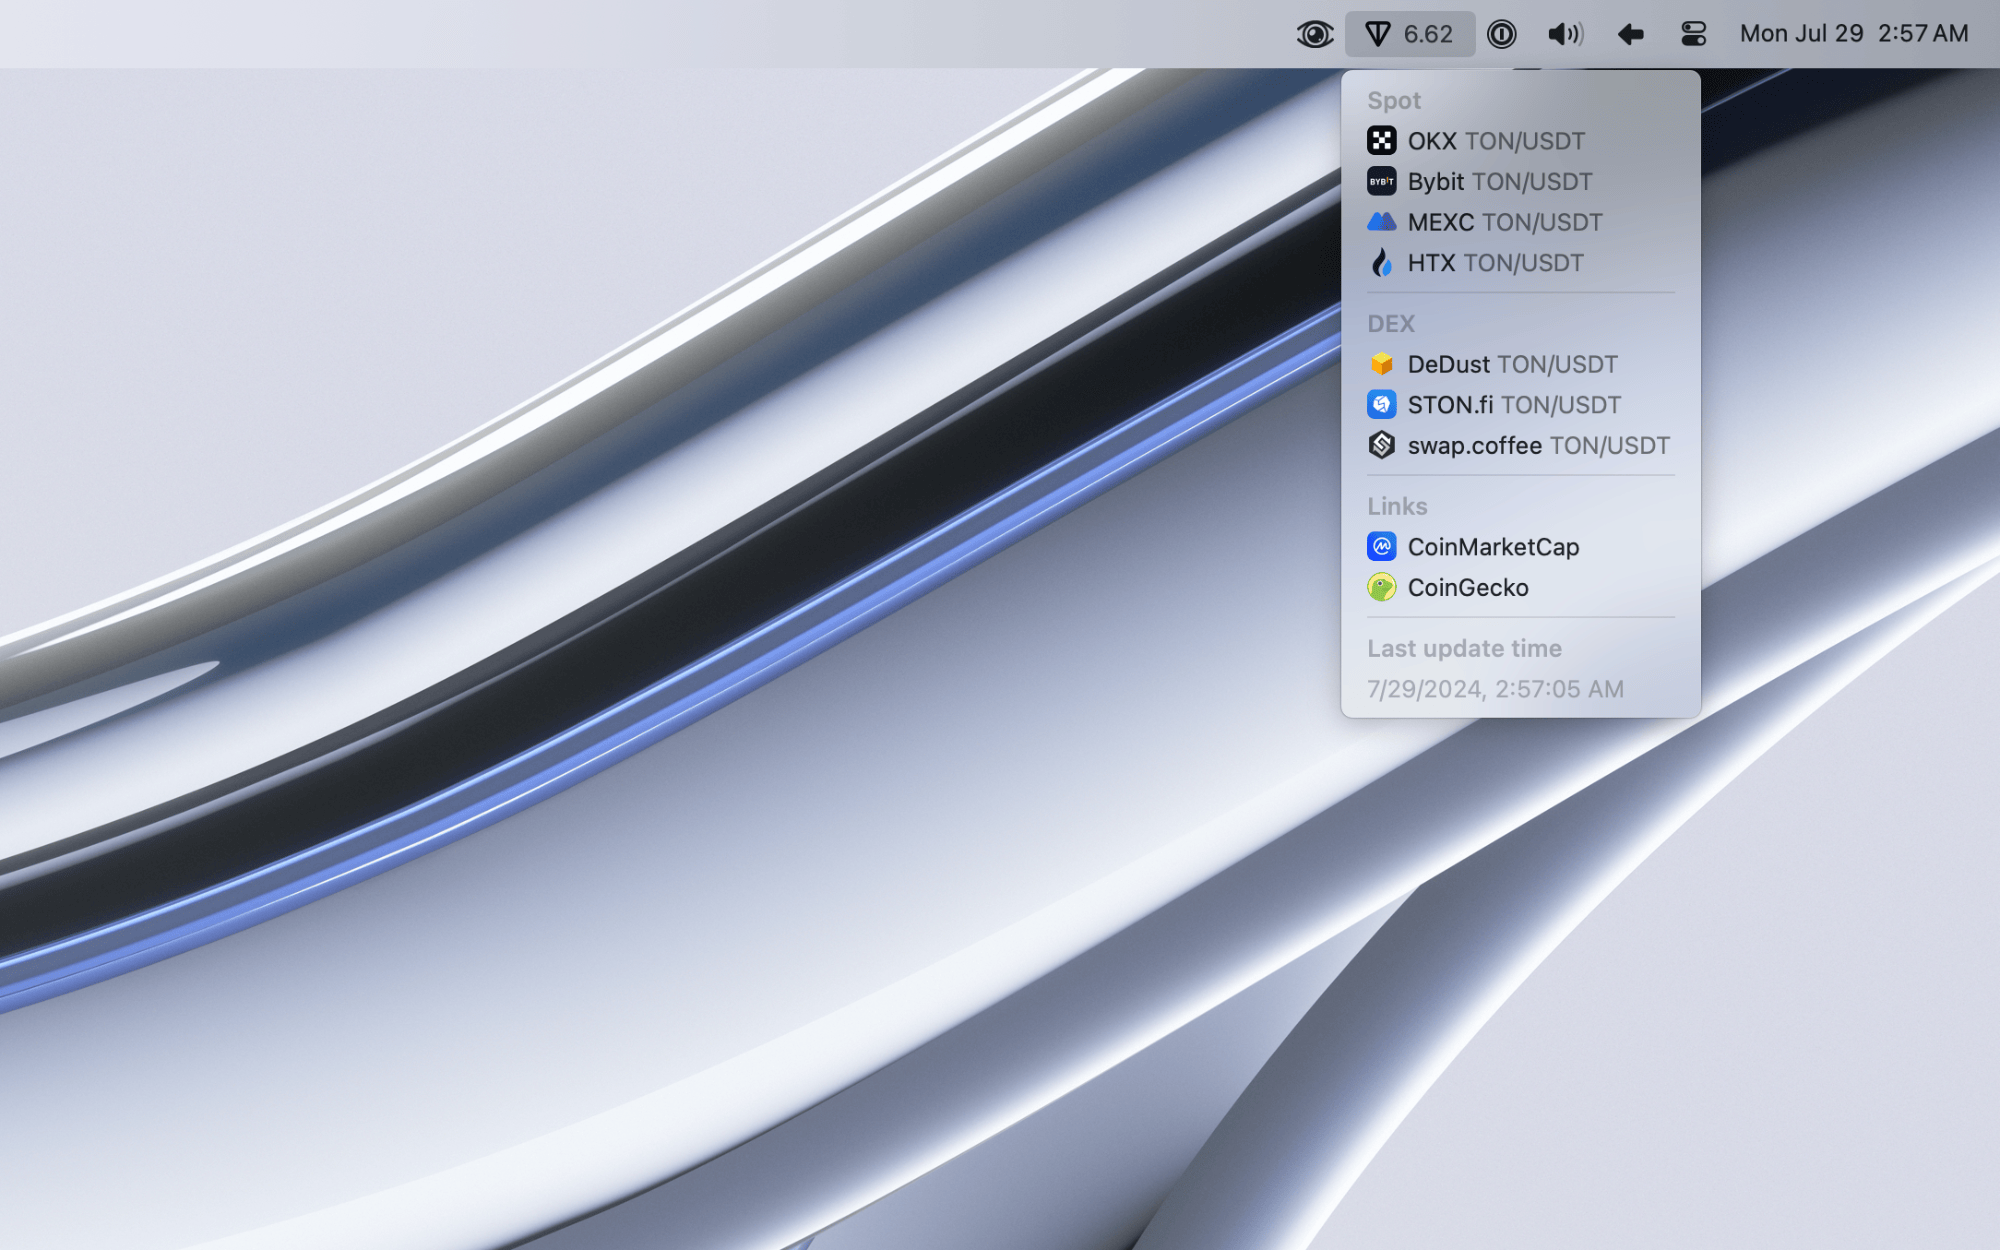 6.62
Mon Jul 29 2:57 AM
Spot
OKX TON/USDT
BYBIT
Bybit TON/USDT
MEXC TON/USDT
HTX TON/USDT
DEX
DeDust TON/USDT
STON.fi TON/USDT
swap.coffee TON/USDT
Links
CoinMarketCap
CoinGecko
Last update time
7/29/2024, 2:57:05 AM